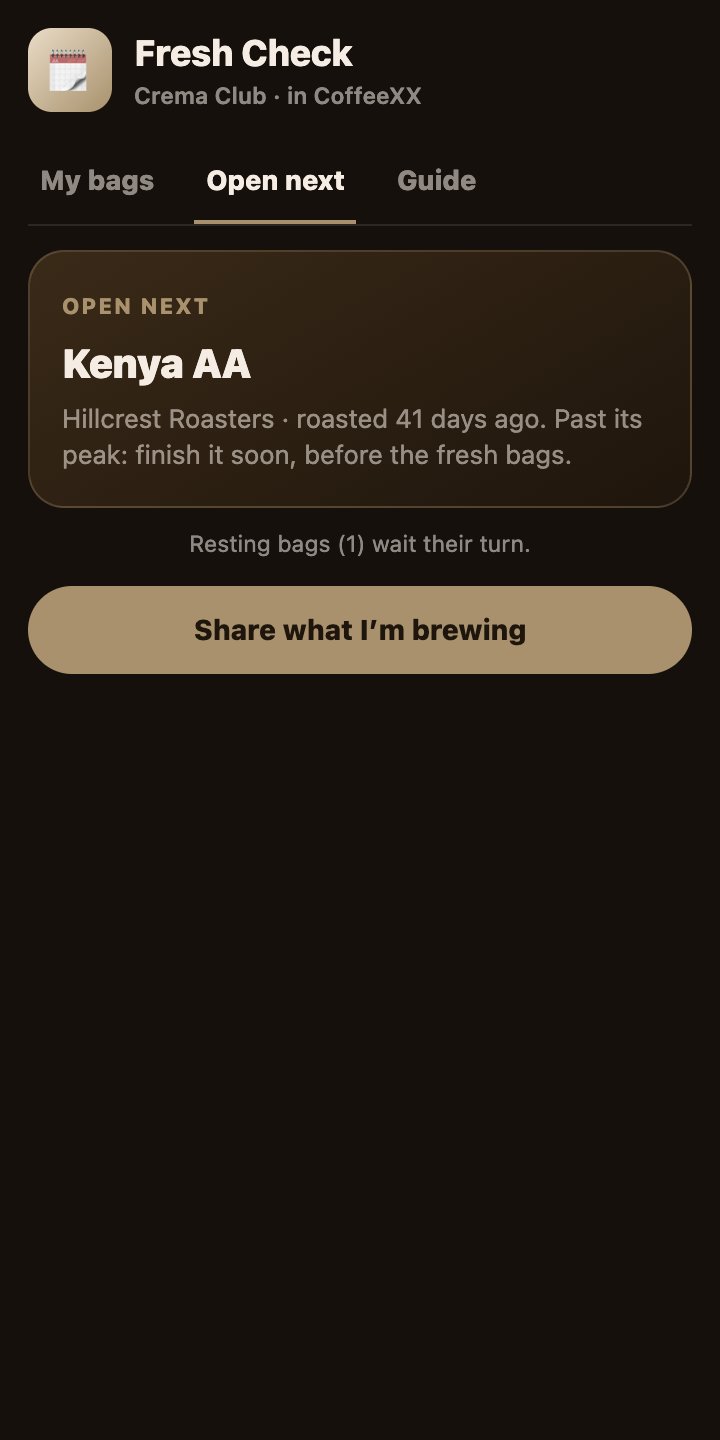 Fresh Check
Crema Club · in CoffeeXX
My bags
Open next
Guide
OPEN NEXT
Kenya AA
Hillcrest Roasters · roasted 41 days ago. Past its
peak: finish it soon, before the fresh bags.
Resting bags (1) wait their turn.
Share what I’m brewing